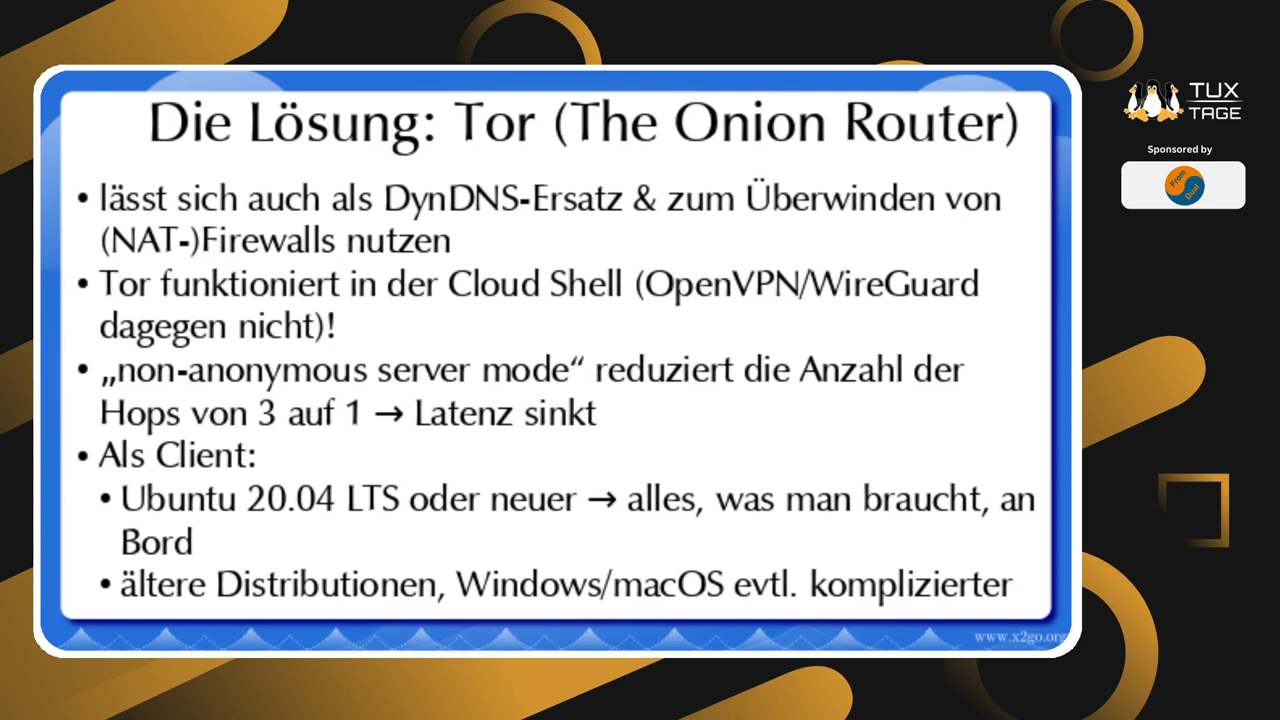 Die Lösung: Tor (The Onion Router)
• lässt sich auch als DynDNS-Ersatz & zum Überwinden von
(NAT-)Firewalls nutzen
• Tor funktioniert in der Cloud Shell (OpenVPN/WireGuard
dagegen nicht)!
• „non-anonymous server mode“ reduziert die Anzahl der
Hops von 3 auf 1 → Latenz sinkt
• Als Client:
• Ubuntu 20.04 LTS oder neuer → alles, was man braucht, an
Bord
• ältere Distributionen, Windows/macOS evtl. komplizierter
www.x2go.org
TUX
TAGE
Sponsored by
From
Dust